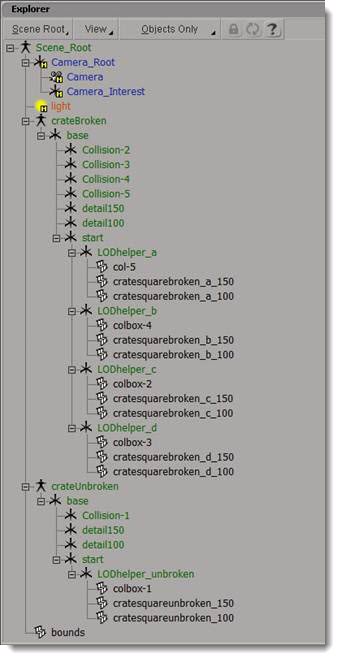 Explorer
Scene Root View Objects Only ?
Scene_Root
Camera_Root
Camera
Camera_Interest
light
crateBroken
base
Collision-2
Collision-3
Collision-4
Collision-5
detail150
detail100
start
LODhelper_a
col-5
cratesquarebroken_a_150
cratesquarebroken_a_100
LODhelper_b
colbox-4
cratesquarebroken_b_150
cratesquarebroken_b_100
LODhelper_c
colbox-2
cratesquarebroken_c_150
cratesquarebroken_c_100
LODhelper_d
colbox-3
cratesquarebroken_d_150
cratesquarebroken_d_100
crateUnbroken
base
Collision-1
detail150
detail100
start
LODhelper_unbroken
colbox-1
cratesquareunbroken_150
cratesquareunbroken_100
bounds